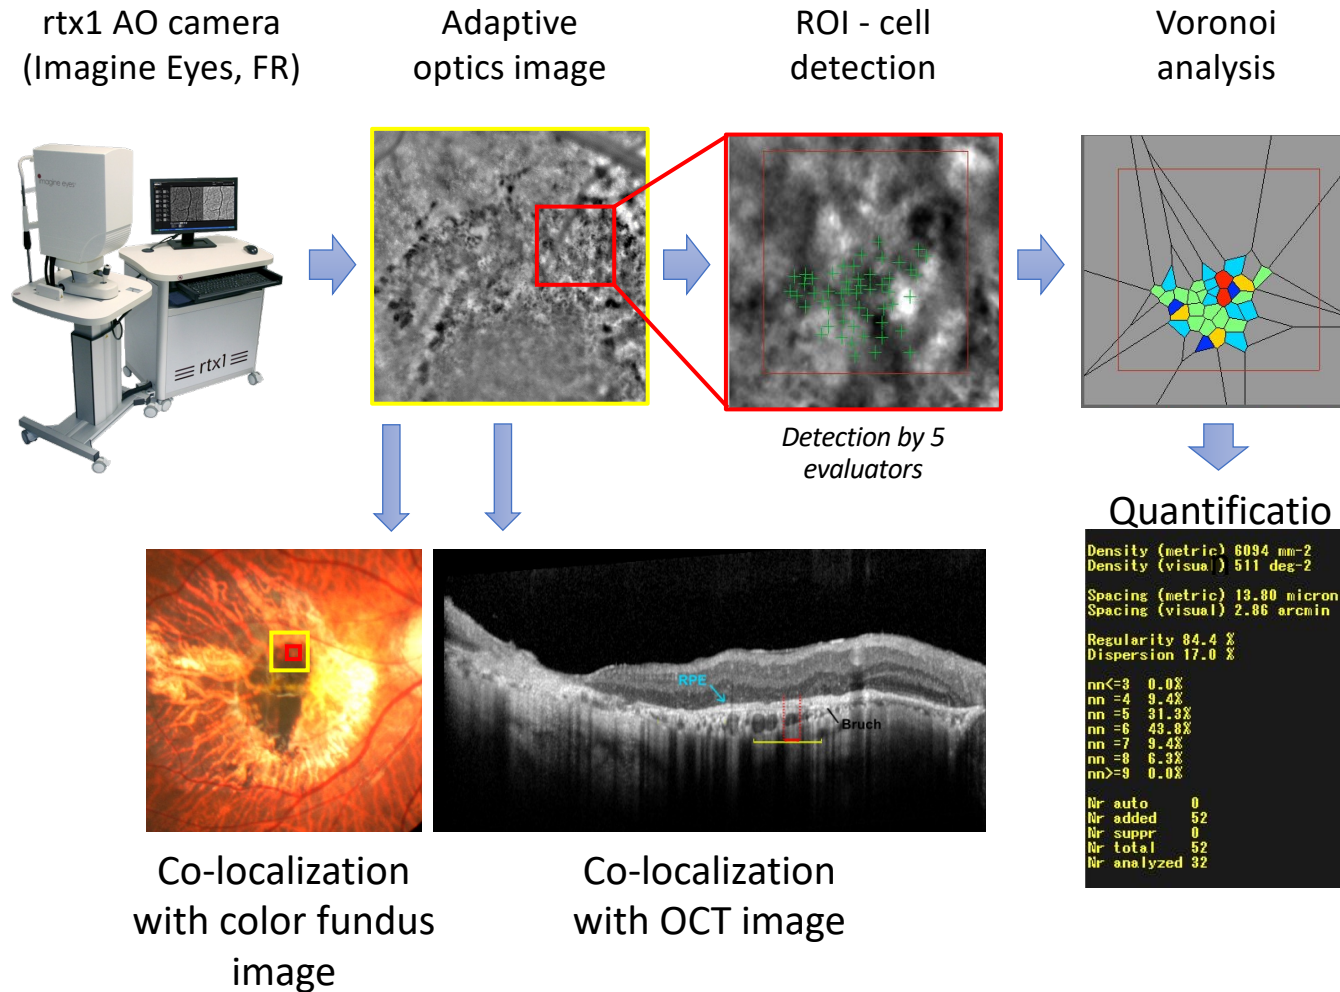 rtx1 AO camera
(Imagine Eyes, FR)
Adaptive
optics image
ROI - cell
detection
Voronoi
analysis
imagine eyes
rtx1
Detection by 5
evaluators
Quantificatio
Density (metric) 6094 mm-2
Density (visual) 511 deg-2
Spacing (metric) 13.80 micron
Spacing (visual) 2.86 arcmin
Regularity 84.4 %
Dispersion 17.0 %
nn<=3 0.0%
nn =4 9.4%
nn =5 31.3%
nn =6 43.8%
nn =7 9.4%
nn =8 6.3%
nn>=9 0.0%
Nr auto 0
Nr added 52
Nr suppr 0
Nr total 52
Nr analyzed 32
RPE
Bruch
Co-localization
with color fundus
image
Co-localization
with OCT image